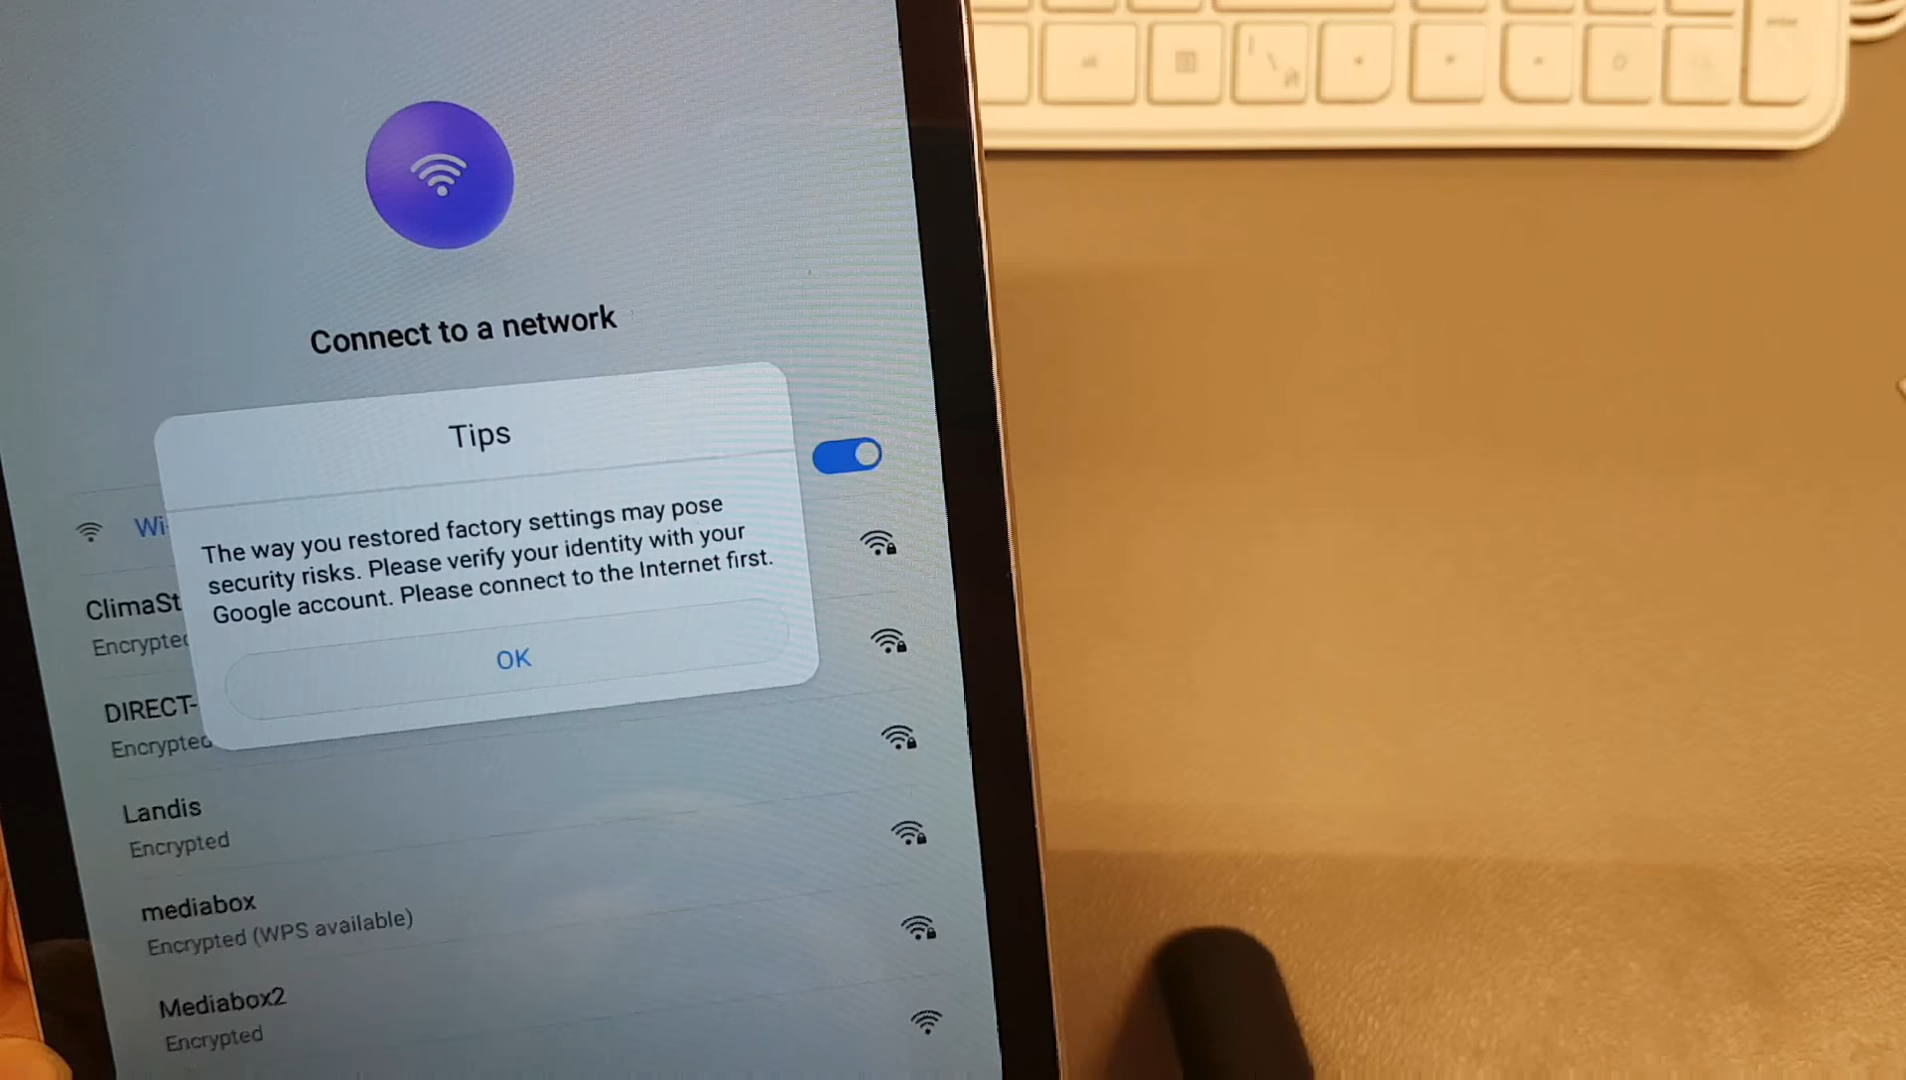 Connect to a network
Tips
The way you restored factory settings may pose
security risks. Please verify your identity with your
Google account. Please connect to the Internet first.
OK
Wi-
ClimaSt
Encrypted
DIRECT-
Encrypted
Landis
Encrypted
mediabox
Encrypted (WPS available)
Mediabox2
Encrypted